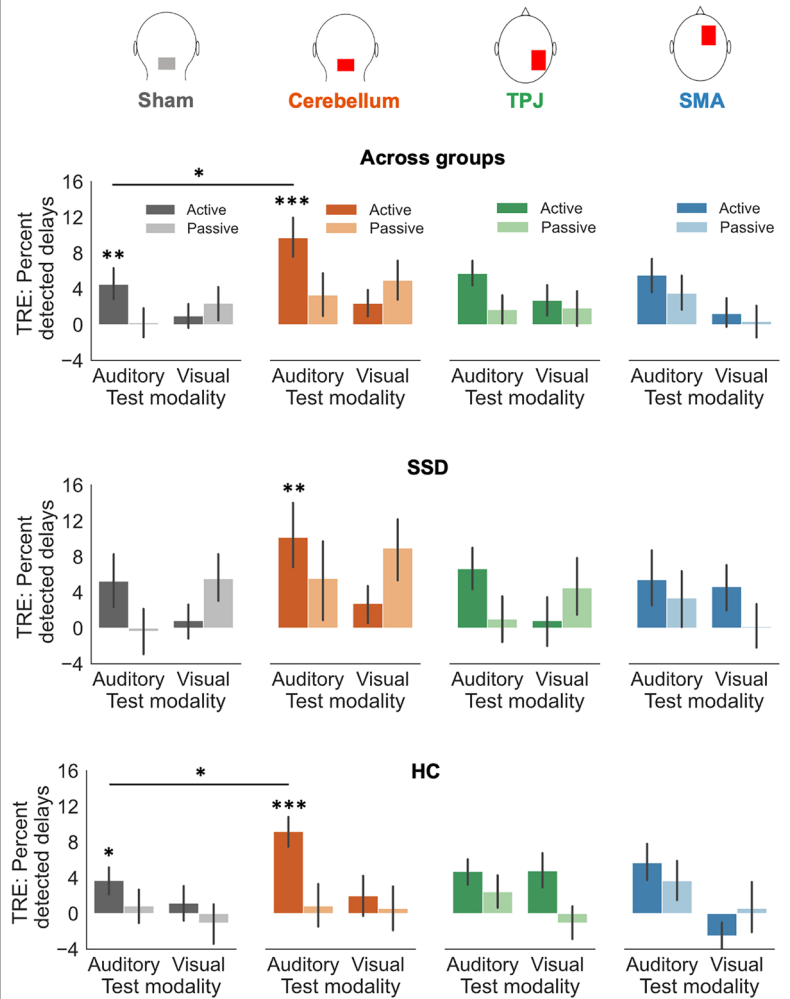 Sham Cerebellum TPJ SMA
Across groups
TRE: Percent
detected delays
16
12
8
4
0
−4
*
**
***
Active Active Active Active
Passive Passive Passive Passive
Auditory Visual Auditory Visual Auditory Visual Auditory Visual
Test modality Test modality Test modality Test modality
SSD
TRE: Percent
detected delays
16
12
8
4
0
−4
**
Auditory Visual Auditory Visual Auditory Visual Auditory Visual
Test modality Test modality Test modality Test modality
HC
TRE: Percent
detected delays
16
12
8
4
0
−4
*
*
***
Auditory Visual Auditory Visual Auditory Visual Auditory Visual
Test modality Test modality Test modality Test modality